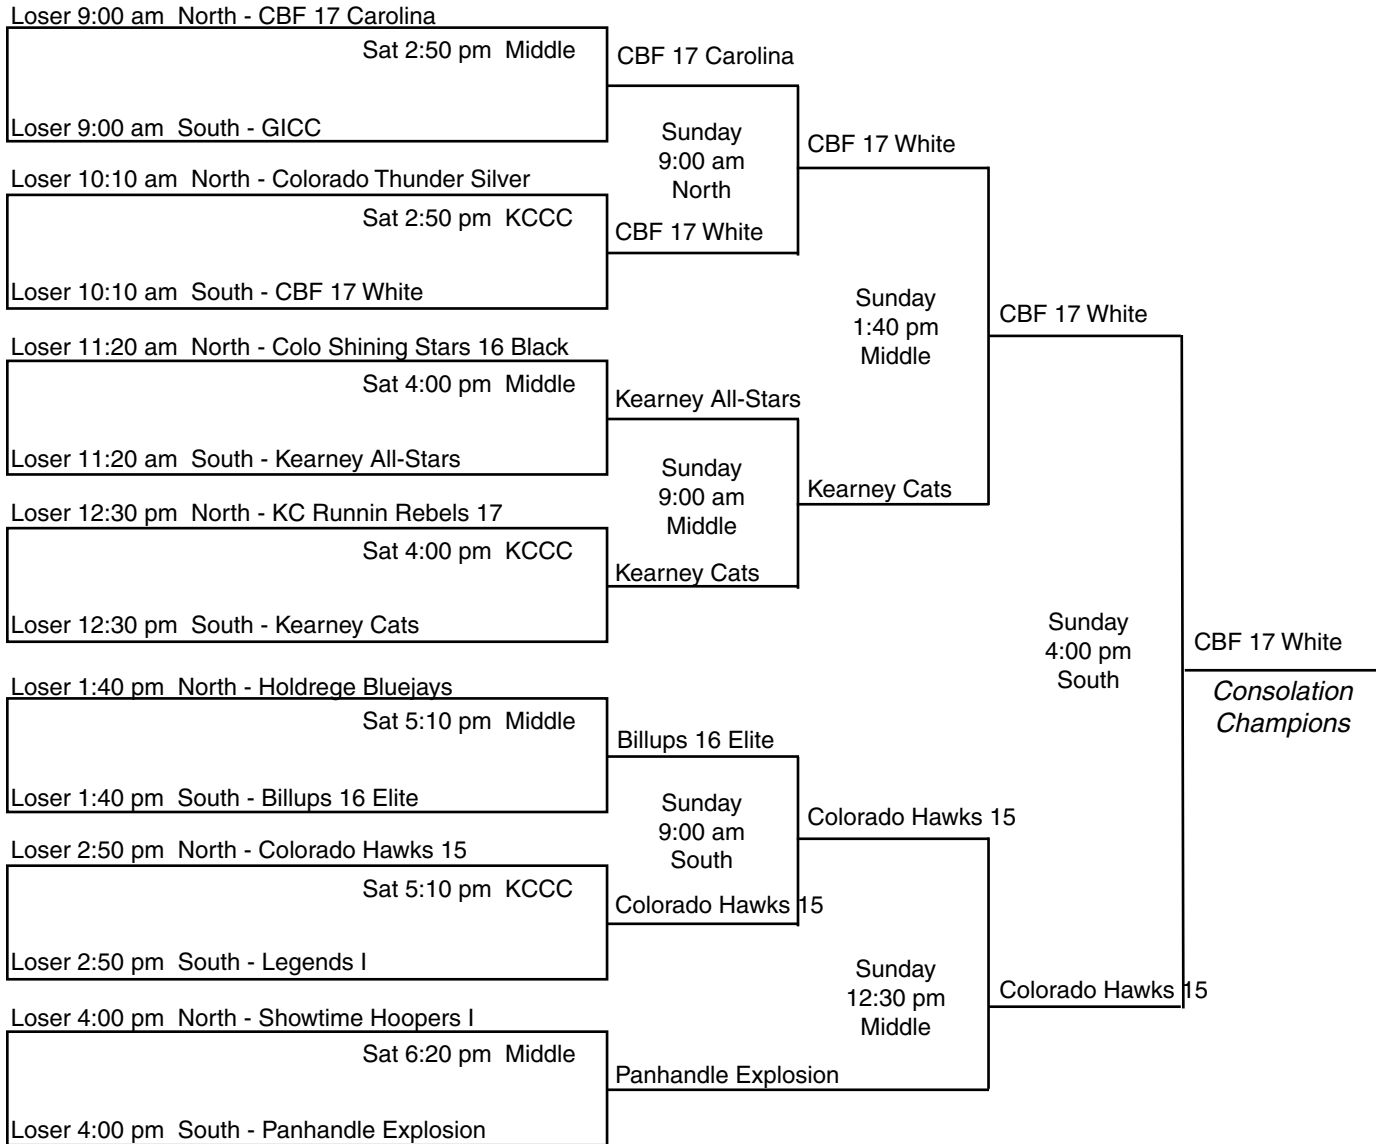 Loser 9:00 am  North - CBF 17 Carolina
Sat 2:50 pm  Middle
Loser 9:00 am  South - GICC
Loser 10:10 am  North - Colorado Thunder Silver
Sat 2:50 pm  KCCC
Loser 10:10 am  South - CBF 17 White
Loser 11:20 am  North - Colo Shining Stars 16 Black
Sat 4:00 pm  Middle
Loser 11:20 am  South - Kearney All-Stars
Loser 12:30 pm  North - KC Runnin Rebels 17
Sat 4:00 pm  KCCC
Loser 12:30 pm  South - Kearney Cats
Loser 1:40 pm  North - Holdrege Bluejays
Sat 5:10 pm  Middle
Loser 1:40 pm  South - Billups 16 Elite
Loser 2:50 pm  North - Colorado Hawks 15
Sat 5:10 pm  KCCC
Loser 2:50 pm  South - Legends I
Loser 4:00 pm  North - Showtime Hoopers I
Sat 6:20 pm  Middle
Loser 4:00 pm  South - Panhandle Explosion
CBF 17 Carolina
Sunday
9:00 am
North
CBF 17 White
Kearney All-Stars
Sunday
9:00 am
Middle
Kearney Cats
Billups 16 Elite
Sunday
9:00 am
South
Colorado Hawks 15
Panhandle Explosion
CBF 17 White
Sunday
1:40 pm
Middle
Kearney Cats
Colorado Hawks 15
Sunday
12:30 pm
Middle
CBF 17 White
Sunday
4:00 pm
South
Colorado Hawks 15
CBF 17 White
Consolation
Champions